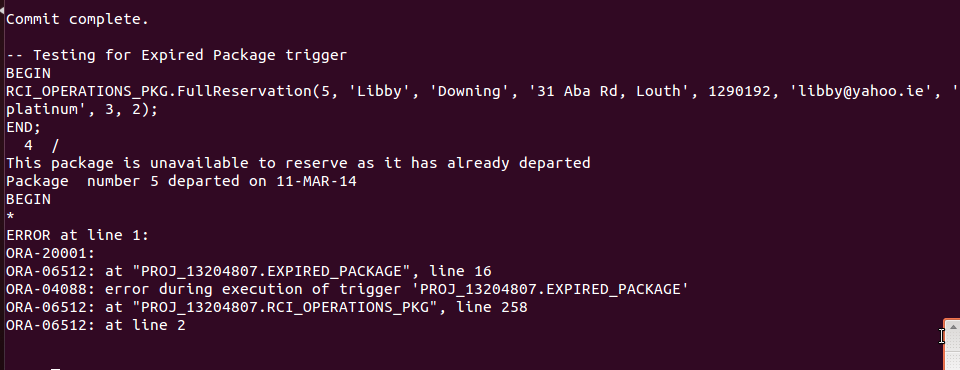 Commit complete.
-- Testing for Expired Package trigger
BEGIN
RCI_OPERATIONS_PKG.FullReservation(5, 'Libby', 'Downing', '31 Aba Rd, Louth', 1290192, 'libby@yahoo.ie', '
platinum', 3, 2);
END;
  4  /
This package is unavailable to reserve as it has already departed
Package  number 5 departed on 11-MAR-14
BEGIN
*
ERROR at line 1:
ORA-20001:
ORA-06512: at "PROJ_13204807.EXPIRED_PACKAGE", line 16
ORA-04088: error during execution of trigger 'PROJ_13204807.EXPIRED_PACKAGE'
ORA-06512: at "PROJ_13204807.RCI_OPERATIONS_PKG", line 258
ORA-06512: at line 2